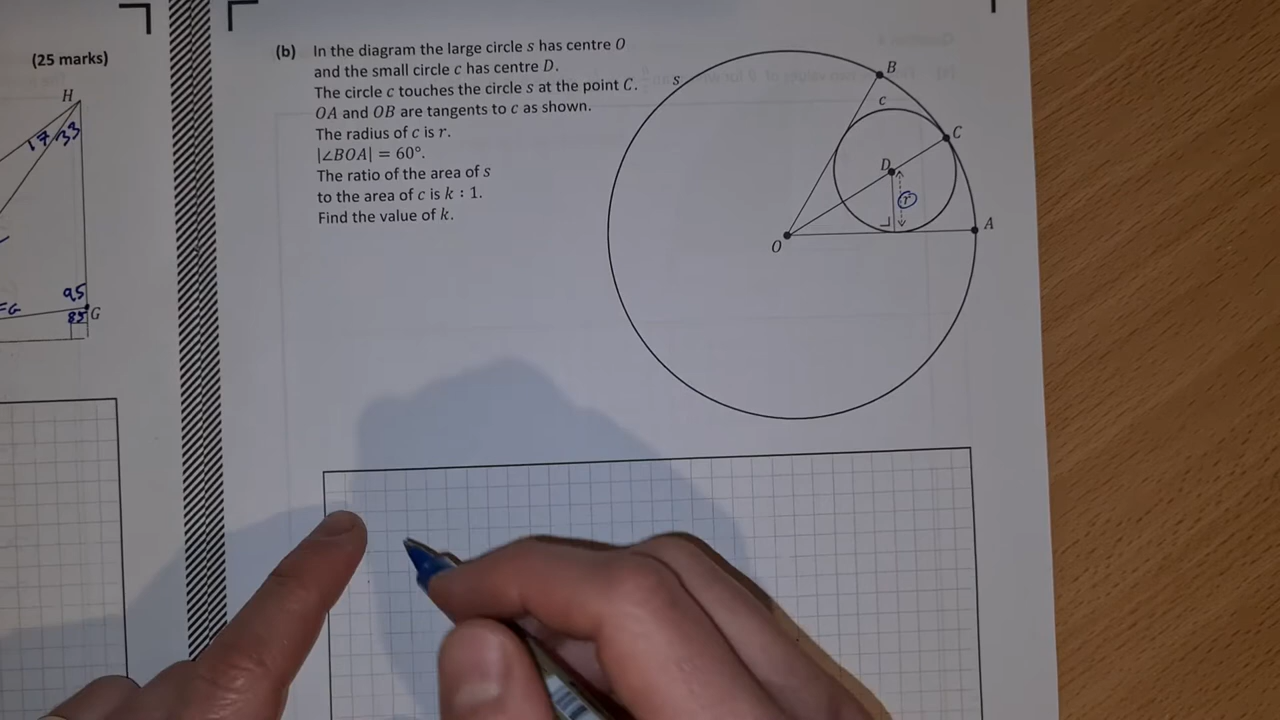 (25 marks)
H
17 33
95
85 G
(b) In the diagram the large circle s has centre O
and the small circle c has centre D.
The circle c touches the circle s at the point C.
OA and OB are tangents to c as shown.
The radius of c is r.
|∠BOA| = 60°.
The ratio of the area of s
to the area of c is k : 1.
Find the value of k.
s
B
c
C
D
r
O
A